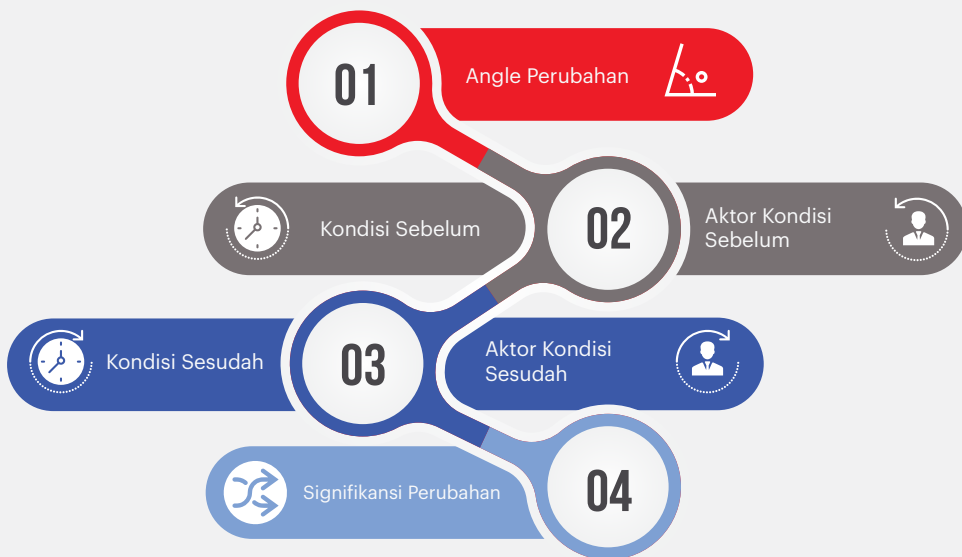 01
Angle Perubahan
Kondisi Sebelum
02
Aktor Kondisi
Sebelum
Kondisi Sesudah
03
Aktor Kondisi
Sesudah
Signifikansi Perubahan
04